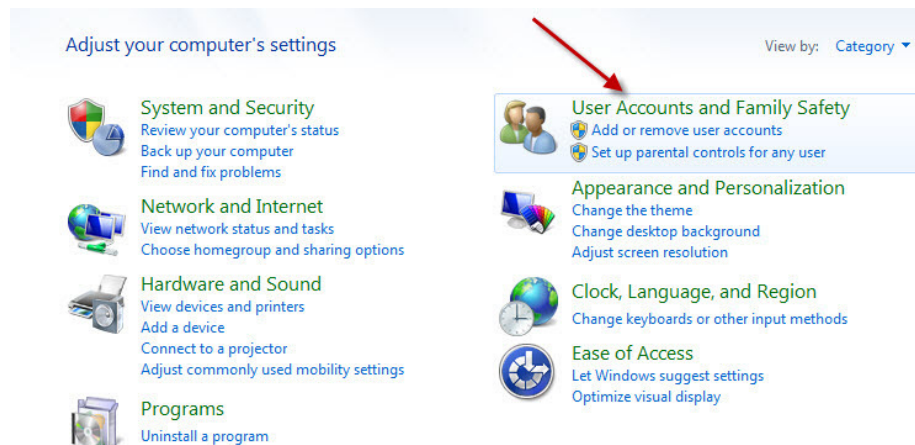 Adjust your computer's settings
View by: Category
System and Security
Review your computer's status
Back up your computer
Find and fix problems
Network and Internet
View network status and tasks
Choose homegroup and sharing options
Hardware and Sound
View devices and printers
Add a device
Connect to a projector
Adjust commonly used mobility settings
Programs
Uninstall a program
User Accounts and Family Safety
Add or remove user accounts
Set up parental controls for any user
Appearance and Personalization
Change the theme
Change desktop background
Adjust screen resolution
Clock, Language, and Region
Change keyboards or other input methods
Ease of Access
Let Windows suggest settings
Optimize visual display